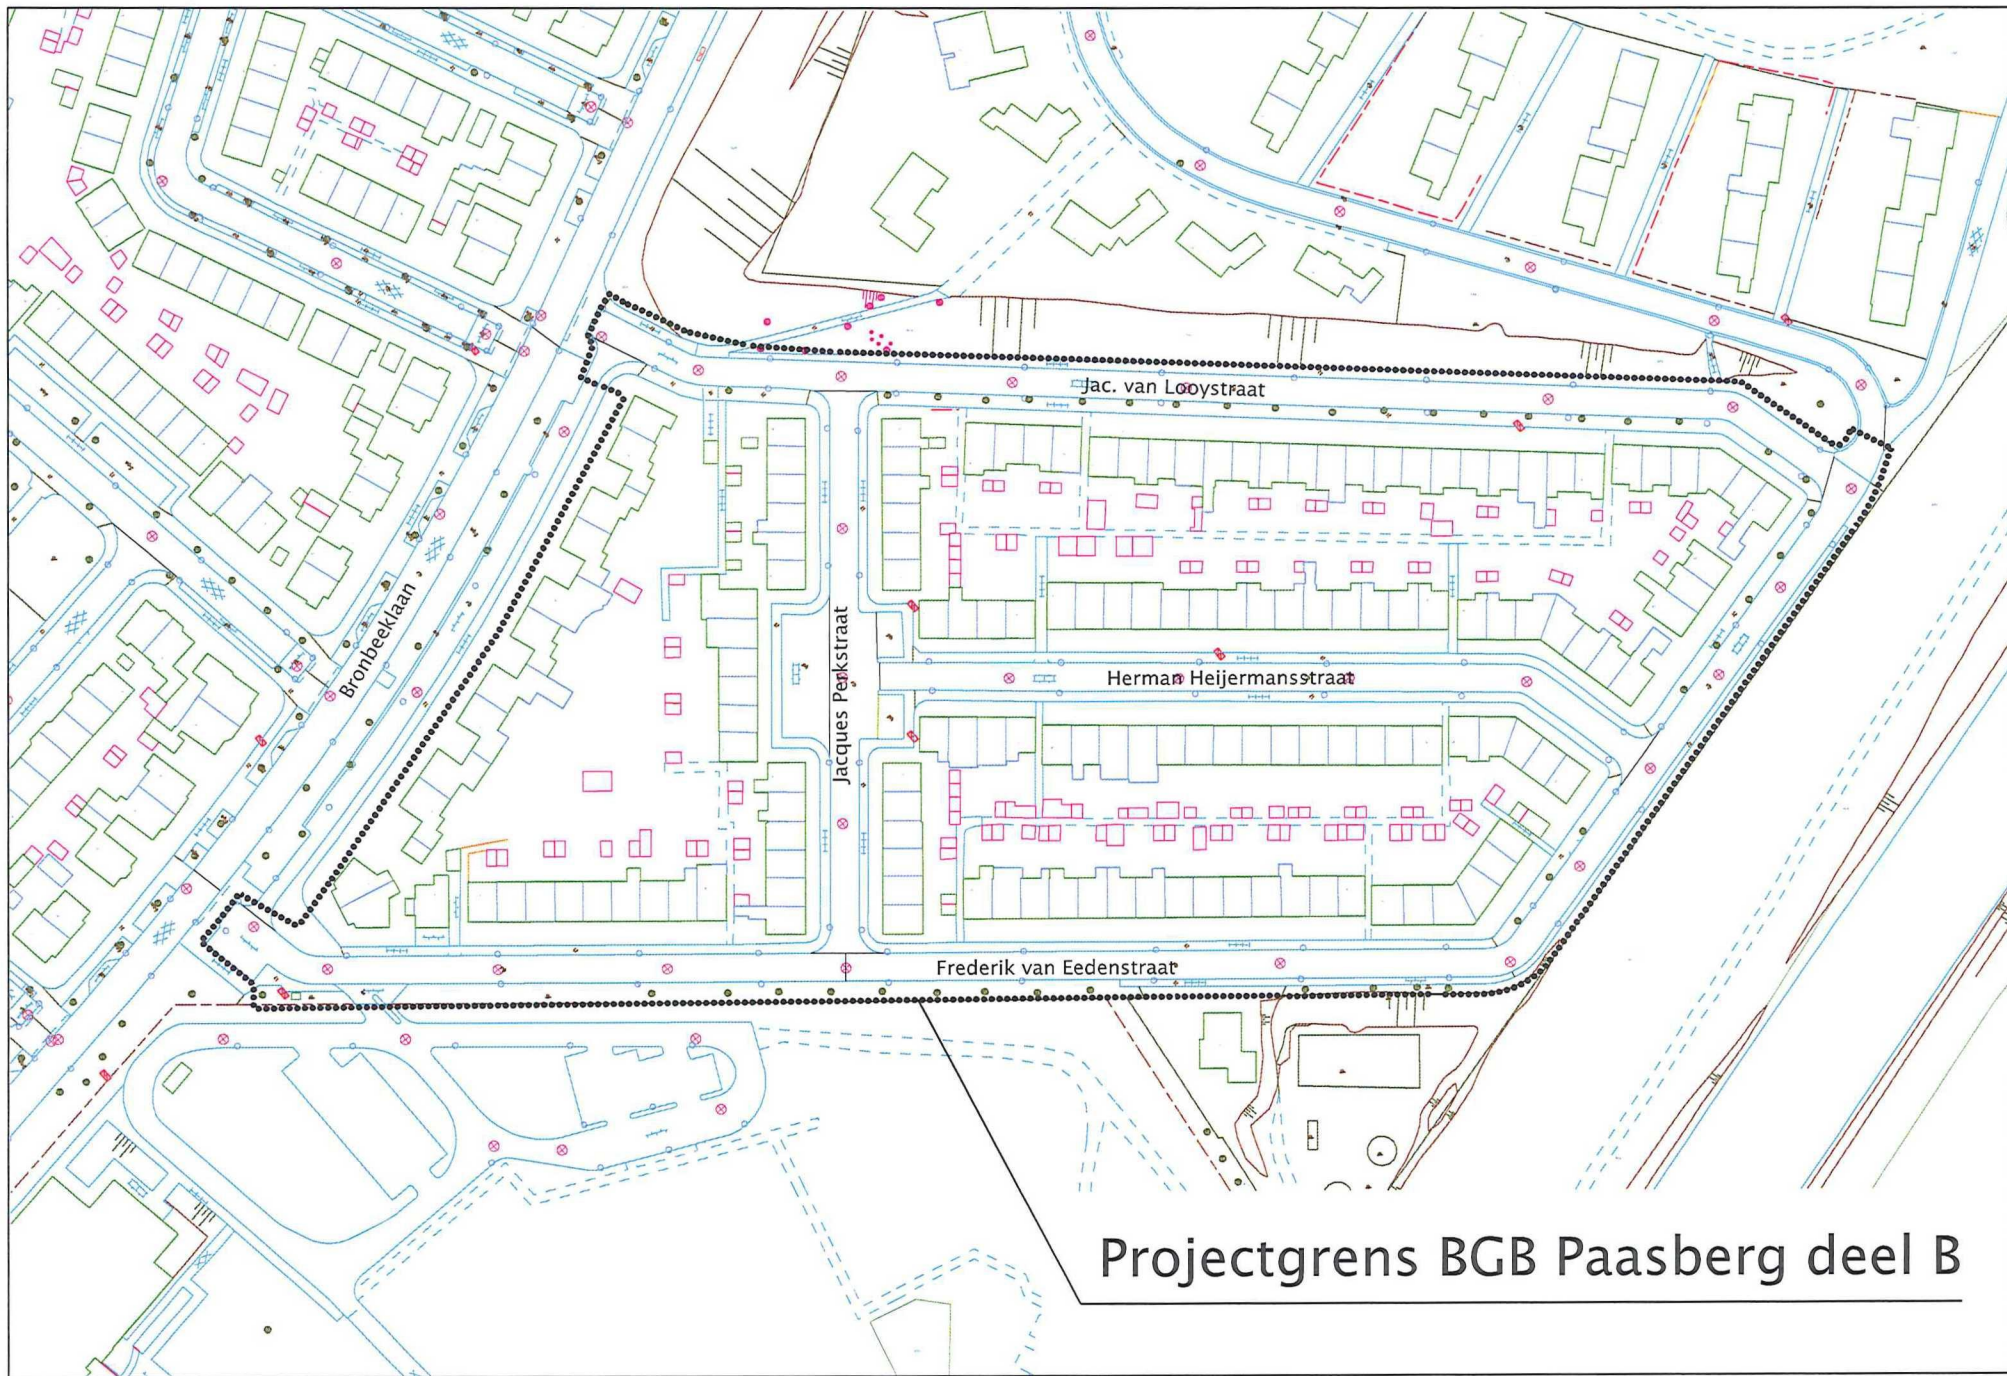 Jac. van Looystraat
Bronbeeklaan
Jacques Perkstraat
Herman Heijermansstraat
Frederik van Eedenstraat
Projectgrens BGB Paasberg deel B